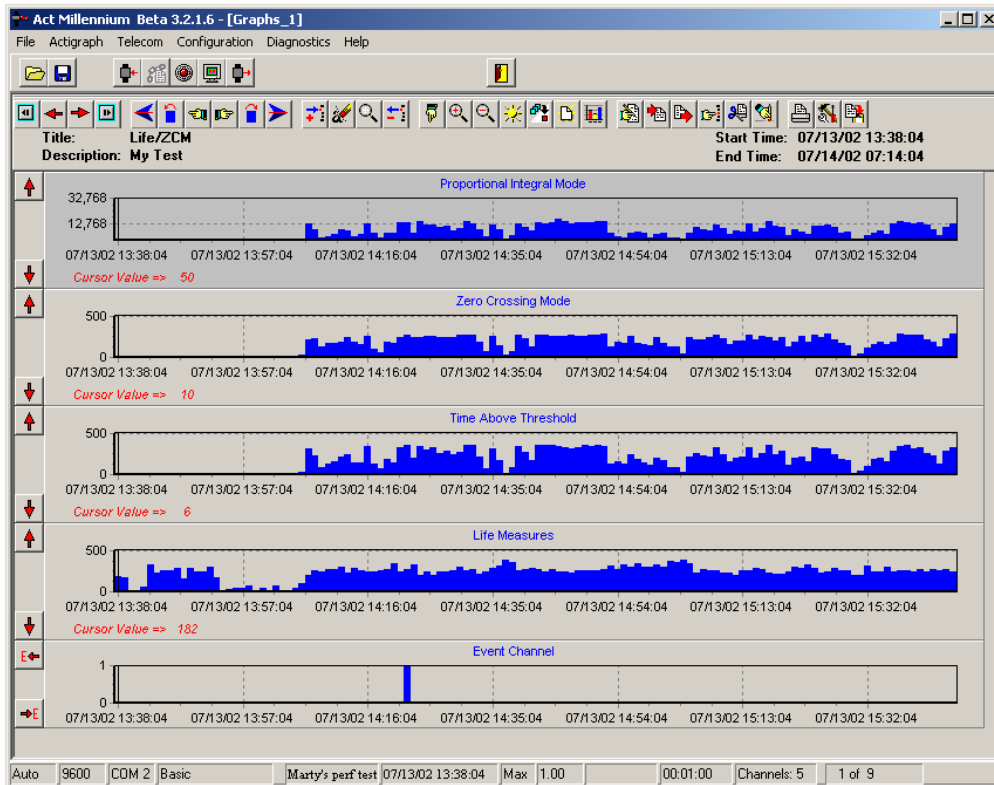 Act Millennium Beta 3.2.1.6 - [Graphs_1]
File Actigraph Telecom Configuration Diagnostics Help
Title: Life/ZCM Start Time: 07/13/02 13:38:04
Description: My Test End Time: 07/14/02 07:14:04
Proportional Integral Mode
32,768
12,768
07/13/02 13:38:04 07/13/02 13:57:04 07/13/02 14:16:04 07/13/02 14:35:04 07/13/02 14:54:04 07/13/02 15:13:04 07/13/02 15:32:04
Cursor Value => 50
Zero Crossing Mode
500
0
07/13/02 13:38:04 07/13/02 13:57:04 07/13/02 14:16:04 07/13/02 14:35:04 07/13/02 14:54:04 07/13/02 15:13:04 07/13/02 15:32:04
Cursor Value => 10
Time Above Threshold
500
0
07/13/02 13:38:04 07/13/02 13:57:04 07/13/02 14:16:04 07/13/02 14:35:04 07/13/02 14:54:04 07/13/02 15:13:04 07/13/02 15:32:04
Cursor Value => 6
Life Measures
500
0
07/13/02 13:38:04 07/13/02 13:57:04 07/13/02 14:16:04 07/13/02 14:35:04 07/13/02 14:54:04 07/13/02 15:13:04 07/13/02 15:32:04
Cursor Value => 182
Event Channel
E
1
0
E
07/13/02 13:38:04 07/13/02 13:57:04 07/13/02 14:16:04 07/13/02 14:35:04 07/13/02 14:54:04 07/13/02 15:13:04 07/13/02 15:32:04
Auto 9600 COM 2 Basic Marty's perf test 07/13/02 13:38:04 Max 1.00 00:01:00 Channels: 5 1 of 9